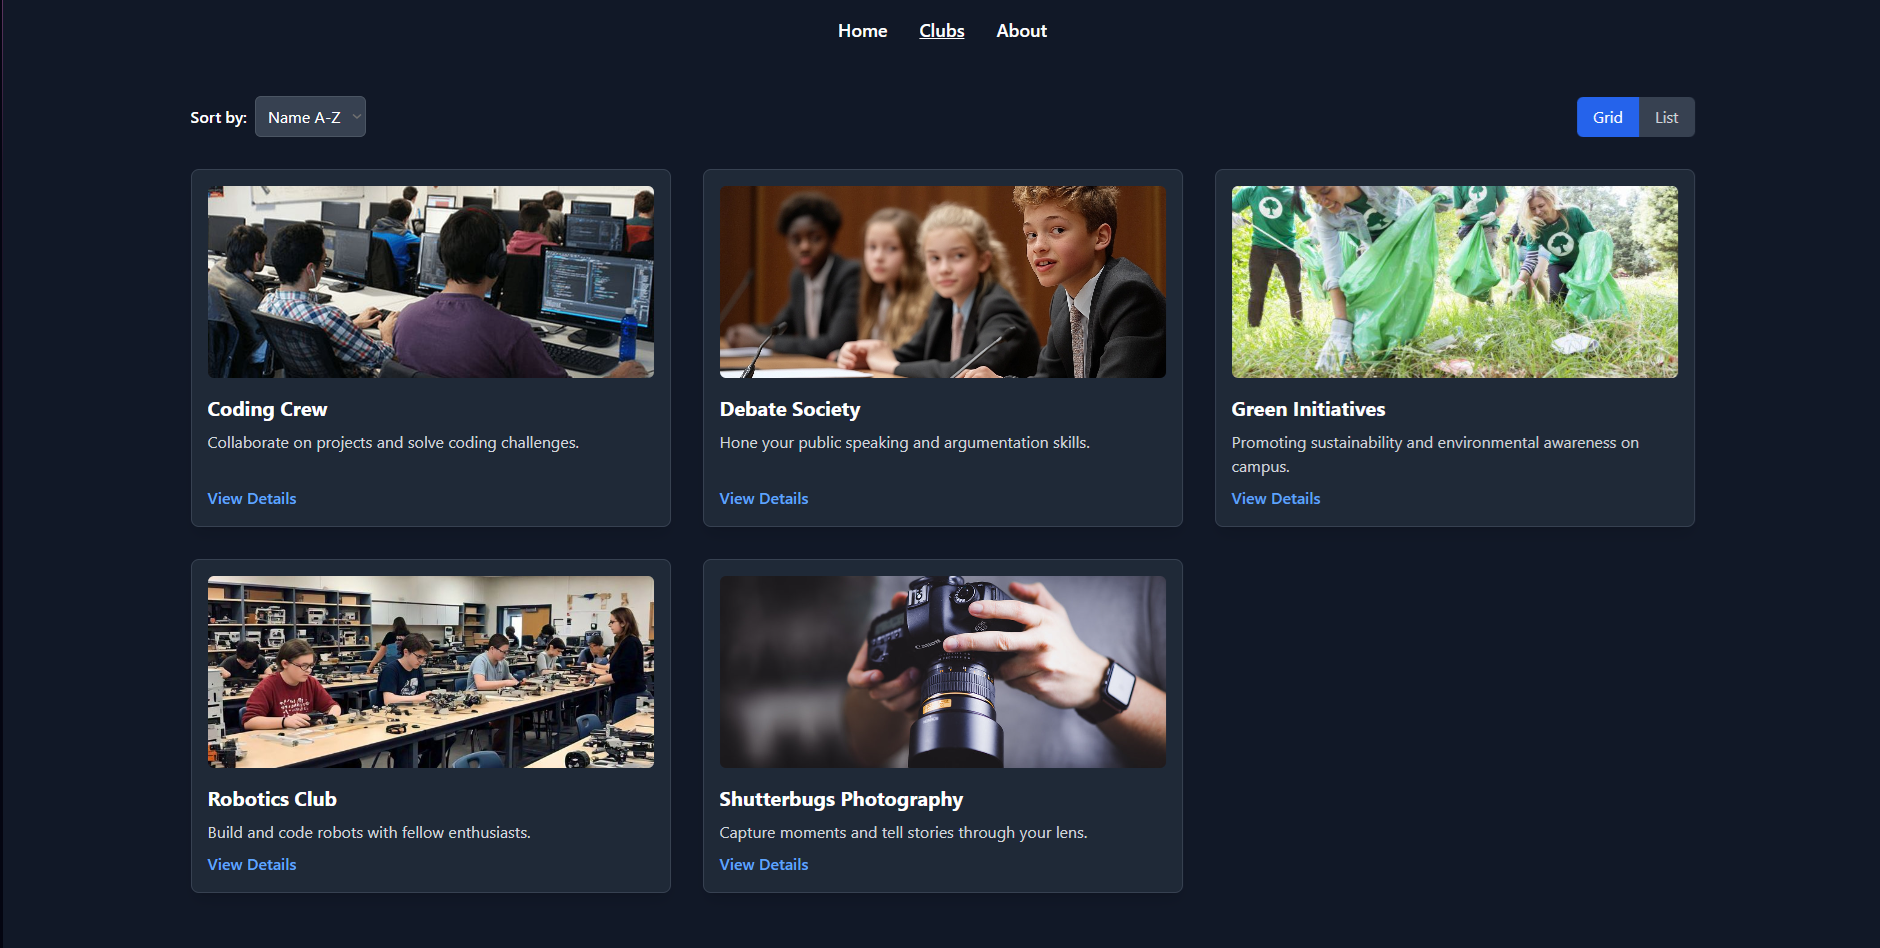 Home Clubs About
Sort by: Name A-Z Grid List
Coding Crew
Collaborate on projects and solve coding challenges.
View Details
Debate Society
Hone your public speaking and argumentation skills.
View Details
Green Initiatives
Promoting sustainability and environmental awareness on
campus.
View Details
Canon
Robotics Club
Build and code robots with fellow enthusiasts.
View Details
Shutterbugs Photography
Capture moments and tell stories through your lens.
View Details